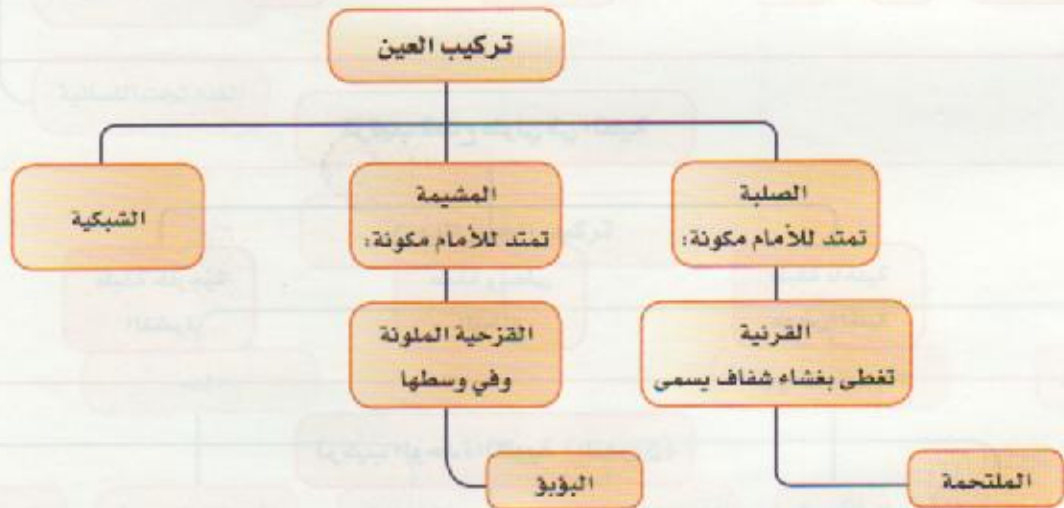 تركيب العين
الصلبة
تمتد للأمام مكونة:
المشيمة
تمتد للأمام مكونة:
الشبكية
القرنية
تغطى بغشاء شفاف يسمى
القزحية الملونة
وفي وسطها
الملتحمة
البؤبؤ